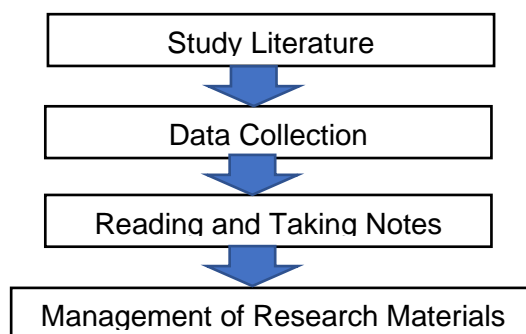 Study Literature
Data Collection
Reading and Taking Notes
Management of Research Materials